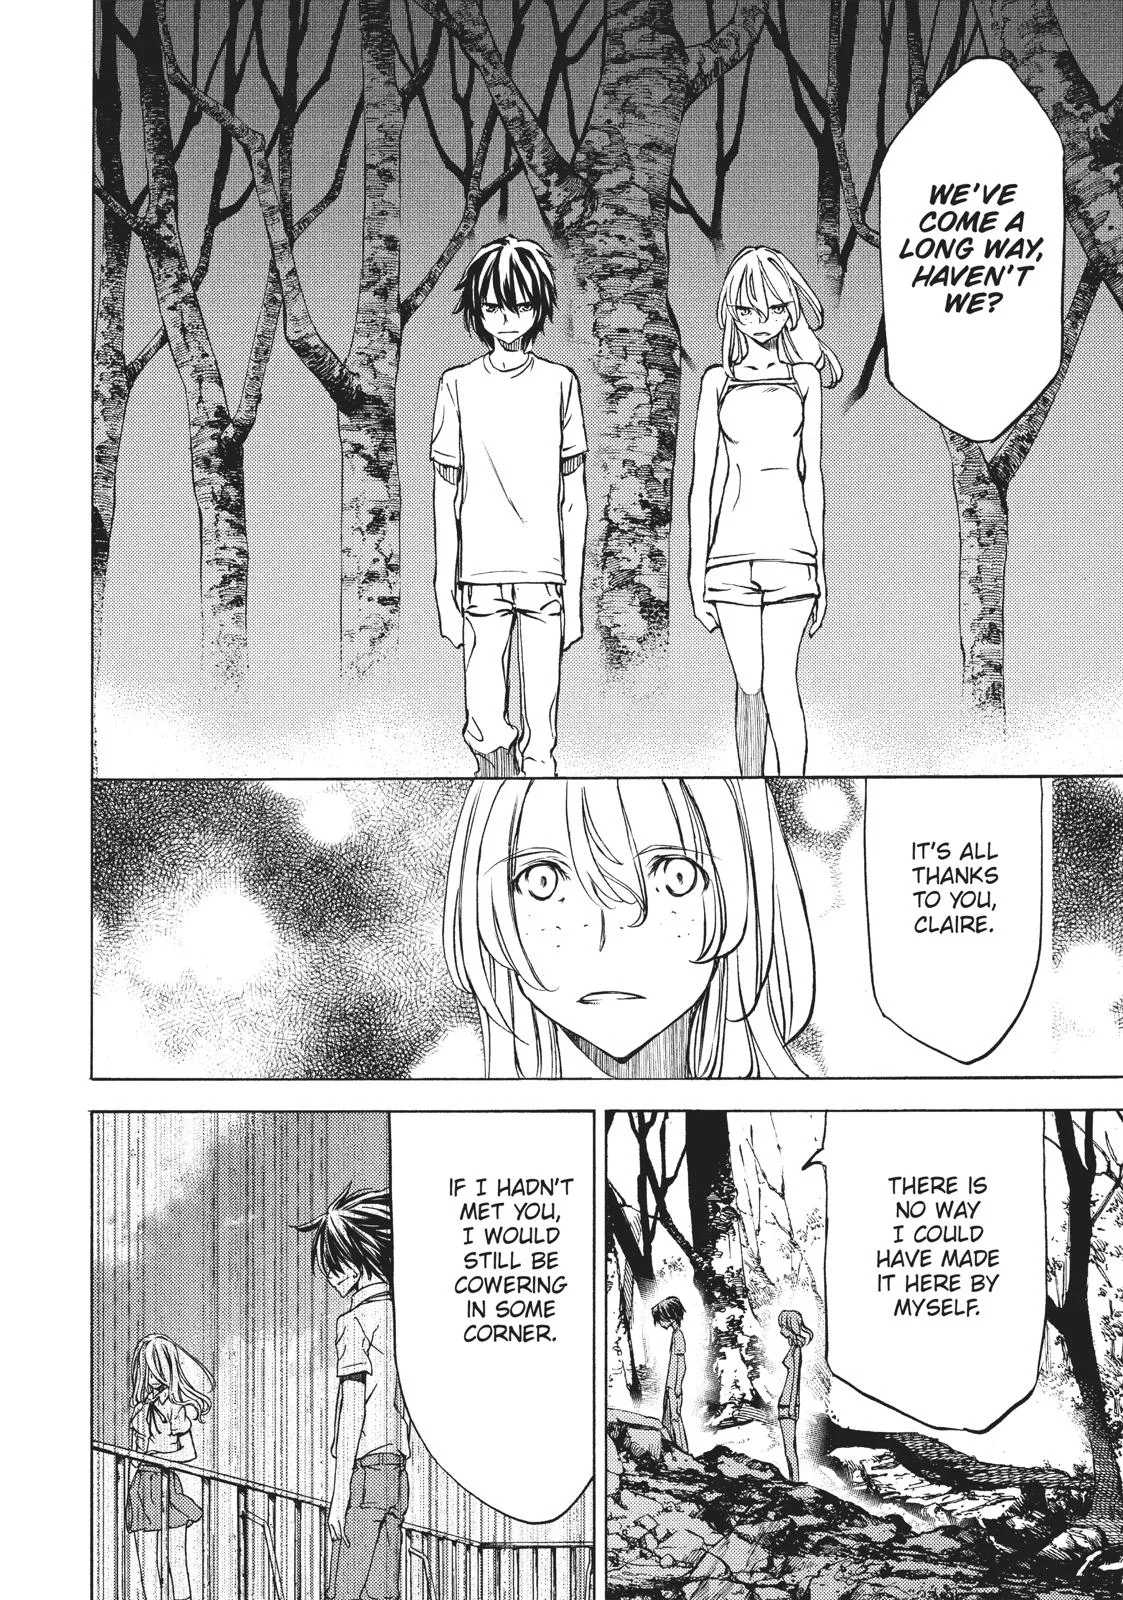 WE'VE
COME A
LONG WAY,
HAVEN'T
WE?
IT'S ALL
THANKS
TO YOU,
CLAIRE.
THERE IS
NO WAY
I COULD
HAVE MADE
IT HERE BY
MYSELF.
IF I HADN'T
MET YOU,
I WOULD
STILL BE
COWERING
IN SOME
CORNER.